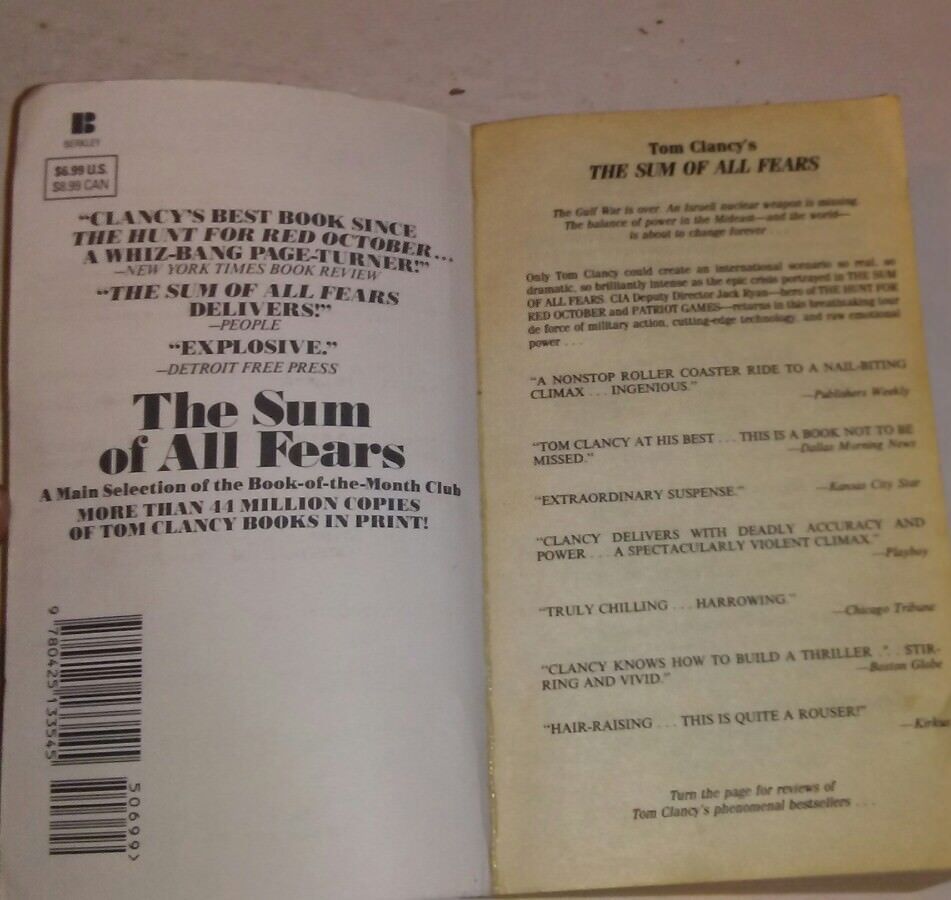 B
BERKLEY
$6.99 U.S.
$8.99 CAN
"CLANCY'S BEST BOOK SINCE
THE HUNT FOR RED OCTOBER...
A WHIZ-BANG PAGE-TURNER!"
—NEW YORK TIMES BOOK REVIEW
"THE SUM OF ALL FEARS
DELIVERS!"
—PEOPLE
"EXPLOSIVE."
—DETROIT FREE PRESS
The Sum
of All Fears
A Main Selection of the Book-of-the-Month Club
MORE THAN 44 MILLION COPIES
OF TOM CLANCY BOOKS IN PRINT!
9 780425 133545
50699>
Tom Clancy's
THE SUM OF ALL FEARS
The Gulf War is over. An Israeli nuclear weapon is missing.
The balance of power in the Mideast—and the world—
is about to change forever . . .
Only Tom Clancy could create an international scenario so real, so
dramatic, so brilliantly intense as the epic crisis portrayed in THE SUM
OF ALL FEARS. CIA Deputy Director Jack Ryan—hero of THE HUNT FOR
RED OCTOBER and PATRIOT GAMES—returns in this breathtaking tour
de force of military action, cutting-edge technology, and raw emotional
power . . .
"A NONSTOP ROLLER COASTER RIDE TO A NAIL-BITING
CLIMAX . . . INGENIOUS."
—Publishers Weekly
"TOM CLANCY AT HIS BEST . . . THIS IS A BOOK NOT TO BE
MISSED."
—Dallas Morning News
"EXTRAORDINARY SUSPENSE."
—Kansas City Star
"CLANCY DELIVERS WITH DEADLY ACCURACY AND
POWER . . . A SPECTACULARLY VIOLENT CLIMAX."
—Playboy
"TRULY CHILLING . . . HARROWING."
—Chicago Tribune
"CLANCY KNOWS HOW TO BUILD A THRILLER . . . STIR-
RING AND VIVID."
—Boston Globe
"HAIR-RAISING . . . THIS IS QUITE A ROUSER!"
—Kirkus
Turn the page for reviews of
Tom Clancy's phenomenal bestsellers . . .